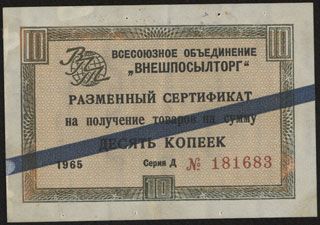 10
10
ВПТ
ВСЕСОЮЗНОЕ ОБЪЕДИНЕНИЕ
„ВНЕШПОСЫЛТОРГ"
РАЗМЕННЫЙ СЕРТИФИКАТ
на получение товаров на сумму
ДЕСЯТЬ КОПЕЕК
1965 Серия Д № 181683
10